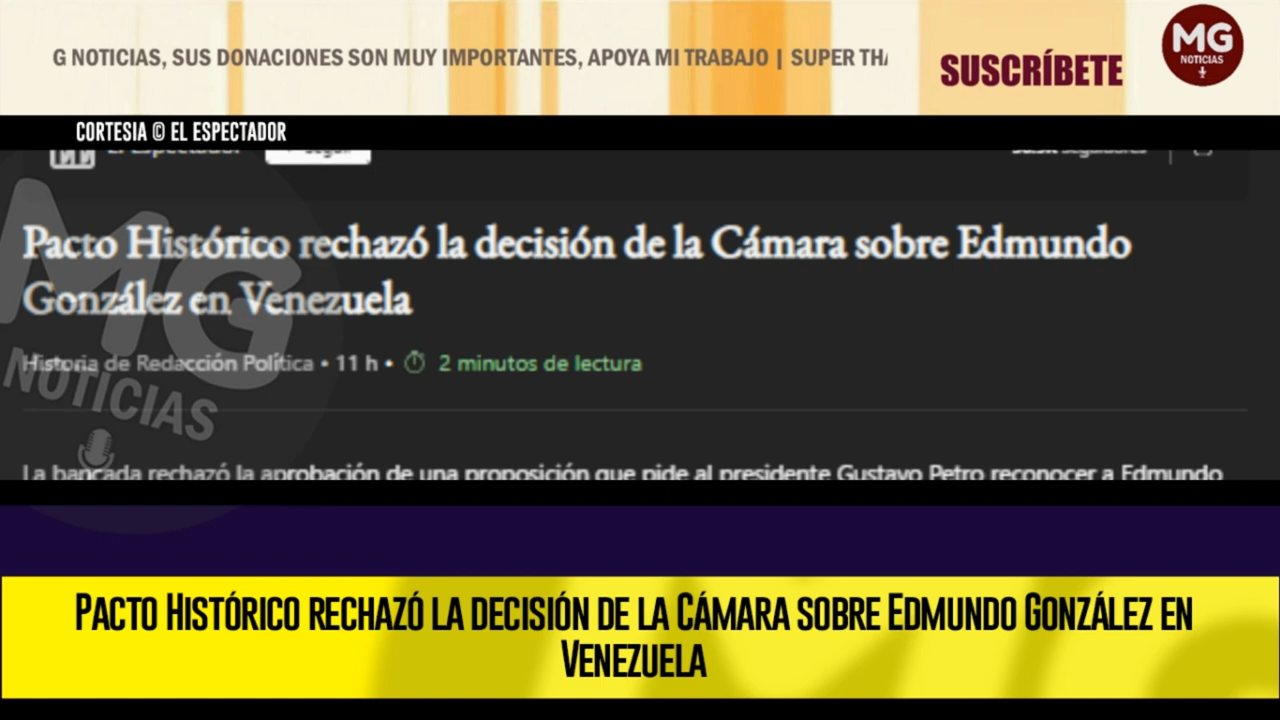 G NOTICIAS, SUS DONACIONES SON MUY IMPORTANTES, APOYA MI TRABAJO | SUPER THA
SUSCRÍBETE
MG
NOTICIAS
CORTESIA © EL ESPECTADOR
El Espectador
Seguidores
Pacto Histórico rechazó la decisión de la Cámara sobre Edmundo
González en Venezuela
Historia de Redacción Política • 11 h • 2 minutos de lectura
MG
NOTICIAS
La bancada rechazó la aprobación de una proposición que pide al presidente Gustavo Petro reconocer a Edmundo
PACTO HISTÓRICO RECHAZÓ LA DECISIÓN DE LA CÁMARA SOBRE EDMUNDO GONZÁLEZ EN
VENEZUELA